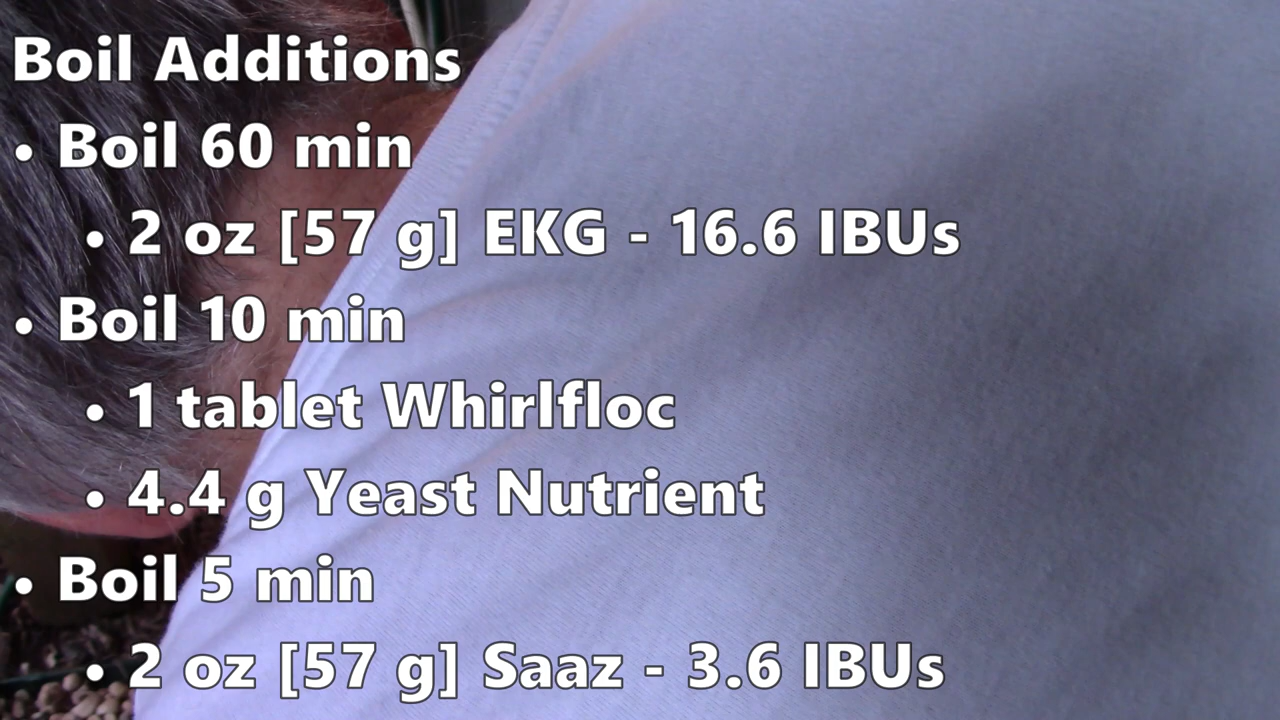 Boil Additions
• Boil 60 min
• 2 oz [57 g] EKG - 16.6 IBUs
• Boil 10 min
• 1 tablet Whirlfloc
• 4.4 g Yeast Nutrient
• Boil 5 min
• 2 oz [57 g] Saaz - 3.6 IBUs